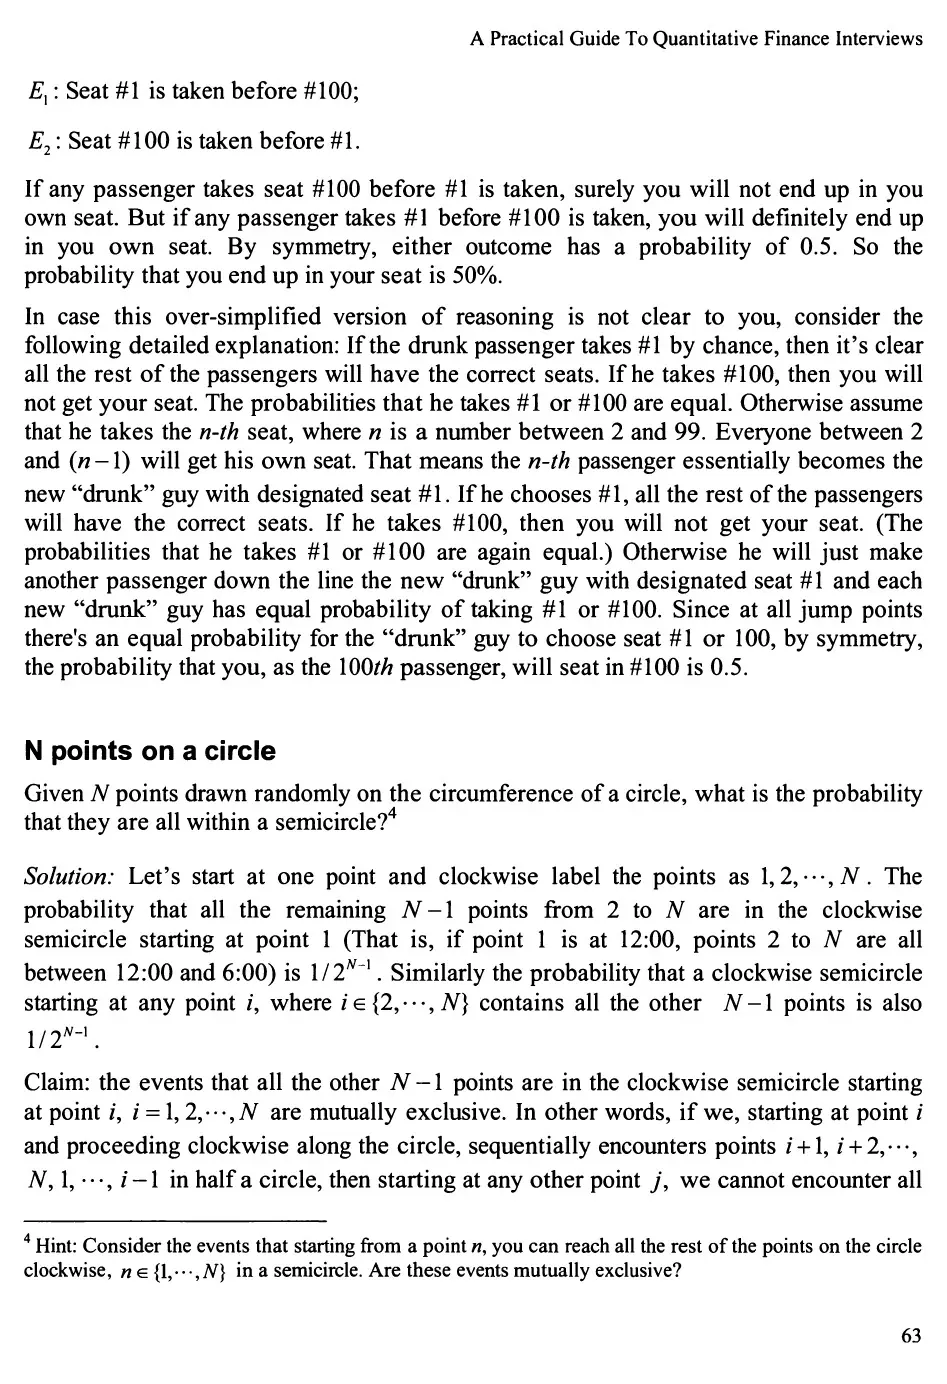 A Practical Guide To Quantitative Finance Interviews
E₁ : Seat #1 is taken before #100;
E₂ : Seat #100 is taken before #1.
If any passenger takes seat #100 before #1 is taken, surely you will not end up in you
own seat. But if any passenger takes #1 before #100 is taken, you will definitely end up
in you own seat. By symmetry, either outcome has a probability of 0.5. So the
probability that you end up in your seat is 50%.
In case this over-simplified version of reasoning is not clear to you, consider the
following detailed explanation: If the drunk passenger takes #1 by chance, then it's clear
all the rest of the passengers will have the correct seats. If he takes #100, then you will
not get your seat. The probabilities that he takes #1 or #100 are equal. Otherwise assume
that he takes the n-th seat, where n is a number between 2 and 99. Everyone between 2
and (n−1) will get his own seat. That means the n-th passenger essentially becomes the
new “drunk” guy with designated seat #1. If he chooses #1, all the rest of the passengers
will have the correct seats. If he takes #100, then you will not get your seat. (The
probabilities that he takes #1 or #100 are again equal.) Otherwise he will just make
another passenger down the line the new “drunk” guy with designated seat #1 and each
new “drunk” guy has equal probability of taking #1 or #100. Since at all jump points
there's an equal probability for the “drunk” guy to choose seat #1 or 100, by symmetry,
the probability that you, as the 100th passenger, will seat in #100 is 0.5.
N points on a circle
Given N points drawn randomly on the circumference of a circle, what is the probability
that they are all within a semicircle?⁴
Solution: Let's start at one point and clockwise label the points as 1, 2, ⋯, N . The
probability that all the remaining N −1 points from 2 to N are in the clockwise
semicircle starting at point 1 (That is, if point 1 is at 12:00, points 2 to N are all
between 12:00 and 6:00) is 1/2ᴺ⁻¹ . Similarly the probability that a clockwise semicircle
starting at any point i, where i ∈ {2,⋯, N} contains all the other N −1 points is also
1/2ᴺ⁻¹ .
Claim: the events that all the other N −1 points are in the clockwise semicircle starting
at point i, i = 1, 2,⋯, N are mutually exclusive. In other words, if we, starting at point i
and proceeding clockwise along the circle, sequentially encounters points i +1, i + 2,⋯,
N, 1, ⋯, i −1 in half a circle, then starting at any other point j, we cannot encounter all
⁴ Hint: Consider the events that starting from a point n, you can reach all the rest of the points on the circle
clockwise, n ∈ {1,⋯, N} in a semicircle. Are these events mutually exclusive?
63